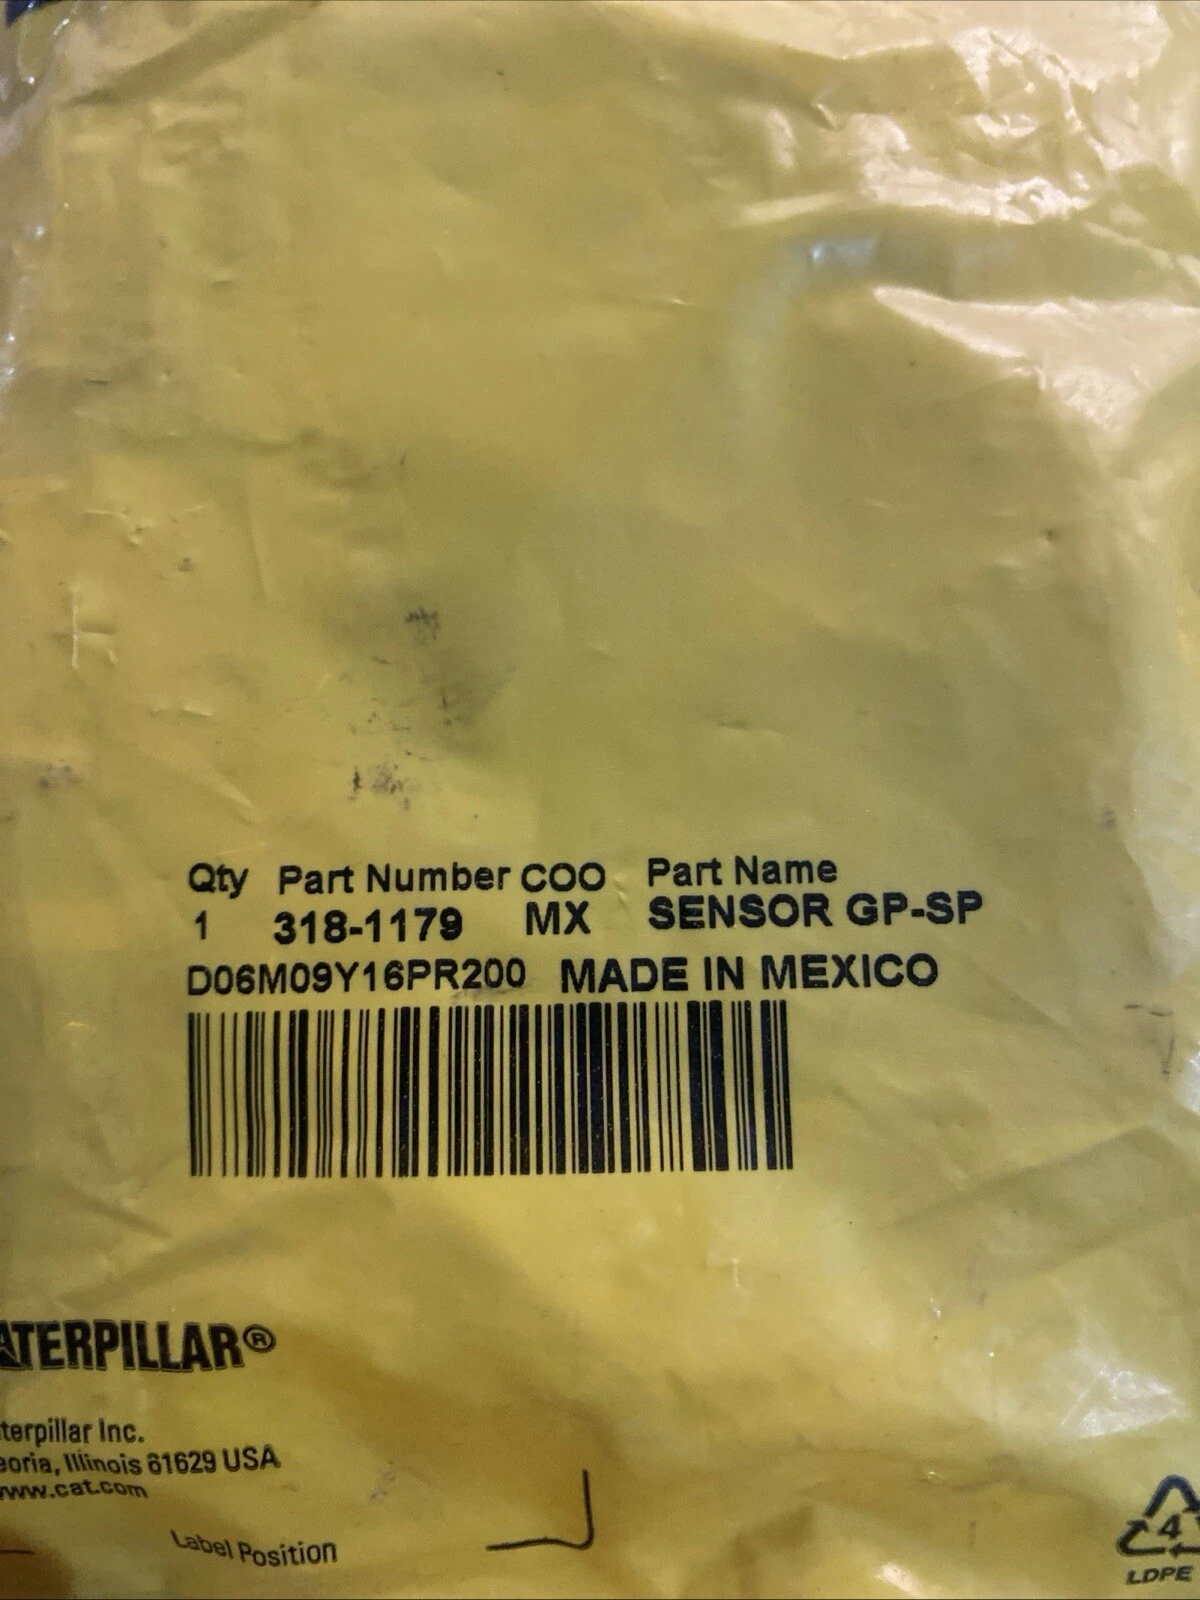 Qty Part Number COO Part Name
1 318-1179 MX SENSOR GP-SP
D06M09Y16PR200 MADE IN MEXICO
ATERPILLAR®
terpillar Inc.
eoria, Illinois 61629 USA
www.cat.com
Label Position
4
LDPE